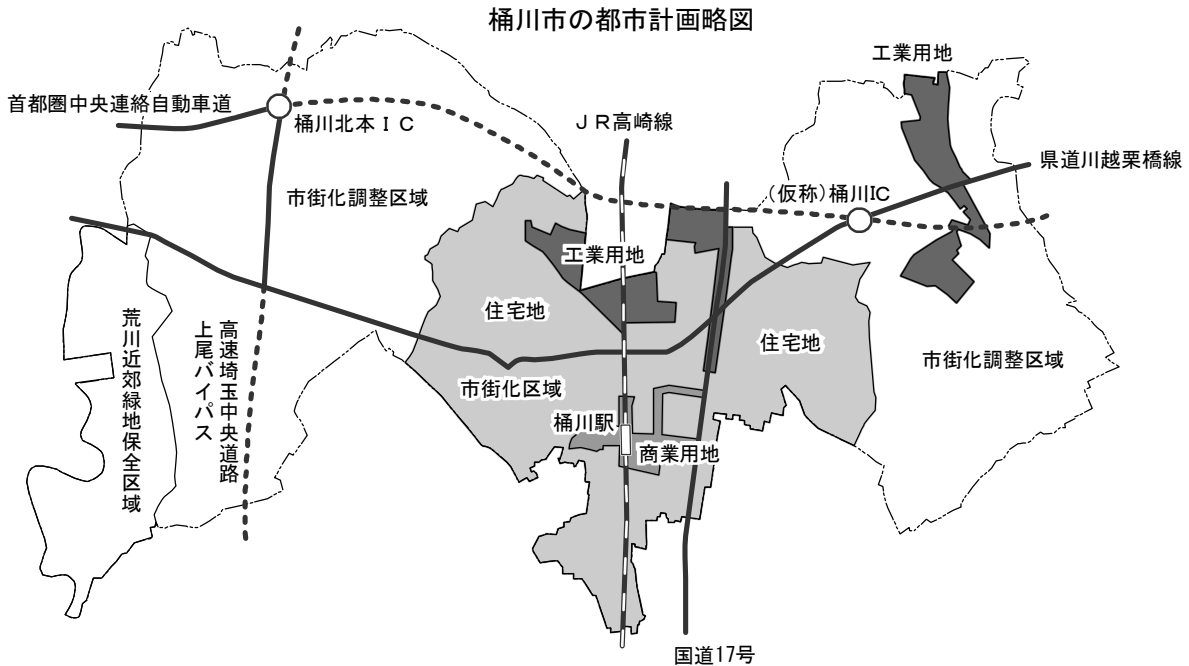 桶川市の都市計画略図
工業用地
首都圏中央連絡自動車道
桶川北本ＩＣ
ＪＲ高崎線
県道川越栗橋線
市街化調整区域
(仮称)桶川IC
工業用地
住宅地
住宅地
市街化調整区域
荒川近郊緑地保全区域
高速埼玉中央道路
上尾バイパス
市街化区域
桶川駅
商業用地
国道17号